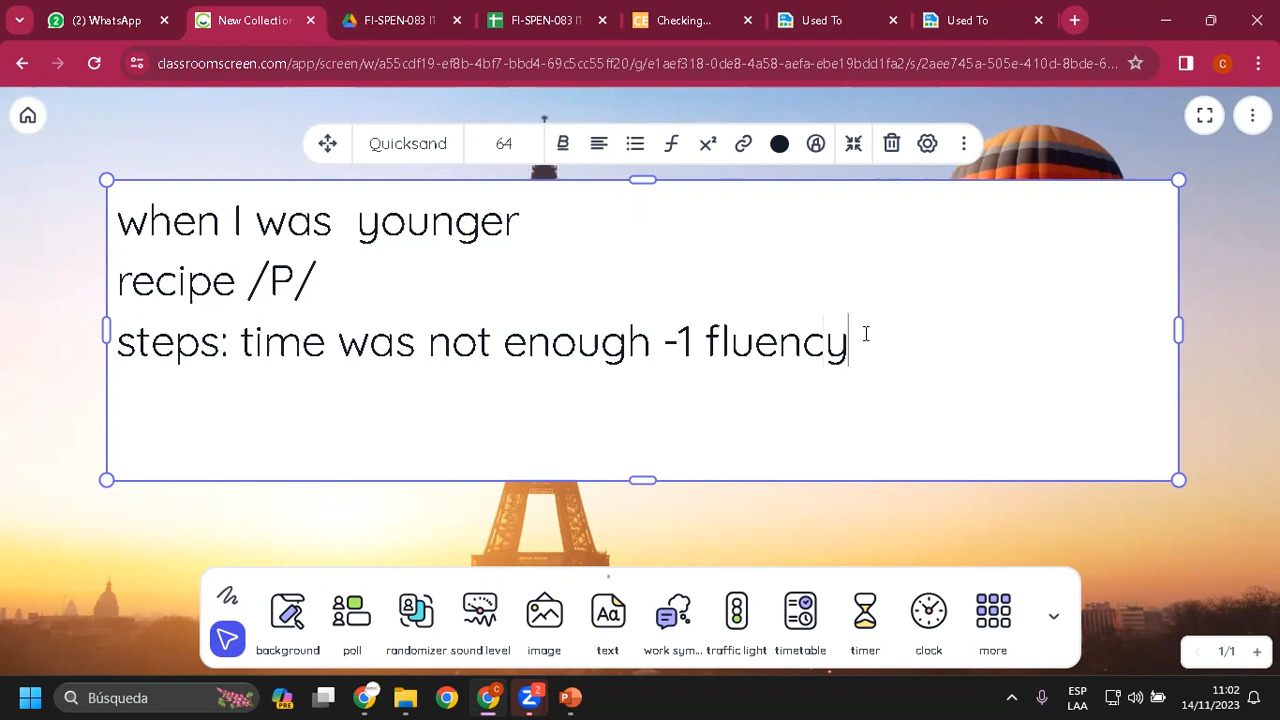 (2) WhatsApp
New Collection
FI-SPEN-083 I
FI-SPEN-083 I
Checking...
Used To
Used To
classroomscreen.com/app/screen/w/a55cdf19-ef8b-4bf7-bbd4-69c5cc55ff20/g/e1aef318-0de8-4a58-aefa-ebe19bdd1fa2/s/2aee745a-505e-410d-8bde-6...
C
Quicksand
64
B
when I was younger
recipe /P/
steps: time was not enough -1 fluency
background
poll
randomizer
sound level
image
text
work sym...
traffic light
timetable
timer
clock
more
1/1
Búsqueda
PRE
2
ESP
LAA
11:02
14/11/2023